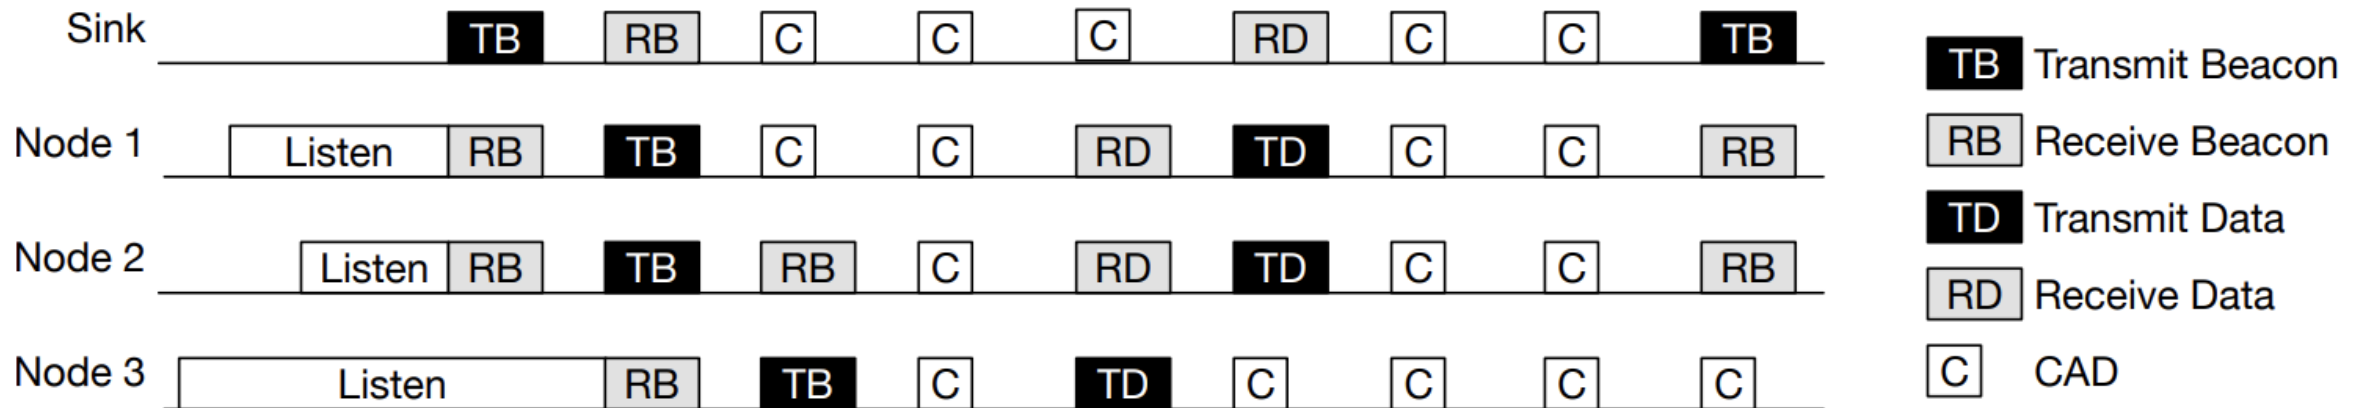 Sink TB RB C C C RD C C TB
Node 1 Listen RB TB C C RD TD C C RB
Node 2 Listen RB TB RB C RD TD C C RB
Node 3 Listen RB TB C TD C C C C
TB Transmit Beacon
RB Receive Beacon
TD Transmit Data
RD Receive Data
C CAD